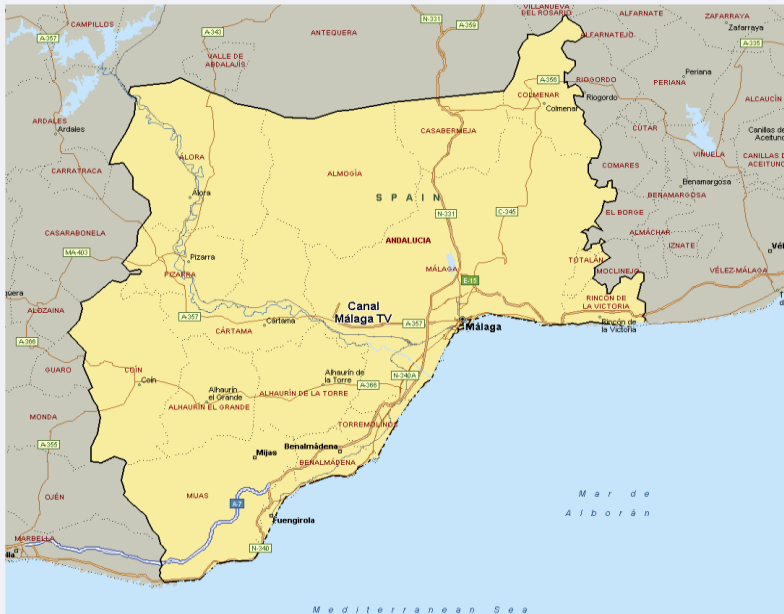 VILLANUEVA
DEL ROSARIO
CAMPILLOS
N-331
A-359
ALFARNATE
ZAFARRAYA
Zafarraya
A-357
A-343
ANTEQUERA
ALFARNATEJO
A-335
VALLE DE
ABDALAJÍS
A-356
RIOGORDO
Riogordo
PERIANA
Periana
COLMENAR
Colmenar
ALCAUCÍN
ARDALES
Ardales
CASABERMEJA
CÚTAR
Canillas de
Aceituno
ÁLORA
VIÑUELA
CANILLAS DE
ACEITUNO
CARRATRACA
ALMOGÍA
COMARES
Benamargosa
BENAMARGOSA
Álora
SPAIN
N-331
C-345
EL BORGE
CASARABONELA
ANDALUCIA
ALMÁCHAR
IZNATE
MA-403
Pizarra
PIZARRA
MÁLAGA
E-15
TOTALÁN
MOCLINEJO
VÉLEZ-MÁLAGA
ALOZAINA
Canal
Málaga TV
RINCÓN DE
LA VICTORIA
A-357
A-357
Málaga
Rincón de
la Victoria
Cártama
CÁRTAMA
A-366
GUARO
COÍN
Coín
Alhaurín de
la Torre
N-340A
A-366
Alhaurín
el Grande
ALHAURÍN DE LA TORRE
ALHAURÍN EL GRANDE
MONDA
TORREMOLINOS
A-355
Mijas
Benalmádena
BENALMÁDENA
OJÉN
MIJAS
A-7
Mar de
Alborán
Fuengirola
MARBELLA
N-340
Mediterranean Sea